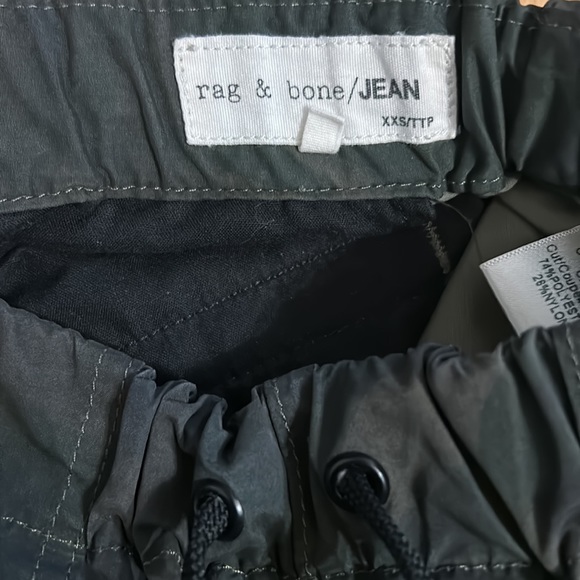 rag & bone/JEAN
XXS/TTP
Cut/Coupe
74%POLYEST
26%NYLON